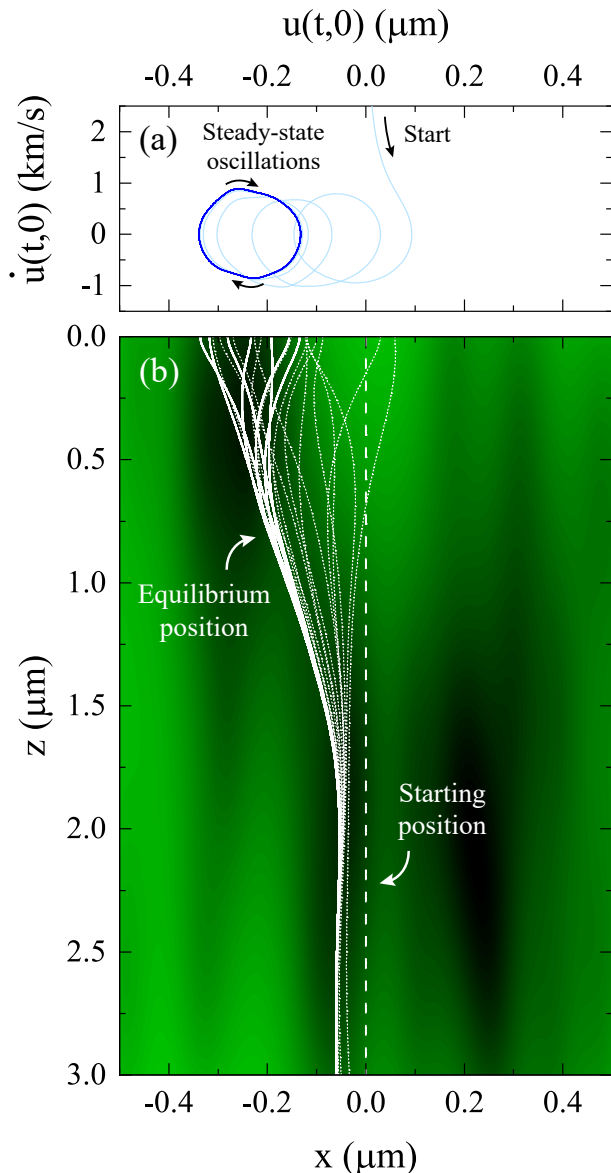 u(t,0) (μm)
-0.4 -0.2 0.0 0.2 0.4
u̇(t,0) (km/s)
2
1
0
-1
(a)
Steady-state
oscillations
Start
0.0
0.5
1.0
1.5
2.0
2.5
3.0
z (μm)
(b)
Equilibrium
position
Starting
position
-0.4 -0.2 0.0 0.2 0.4
x (μm)